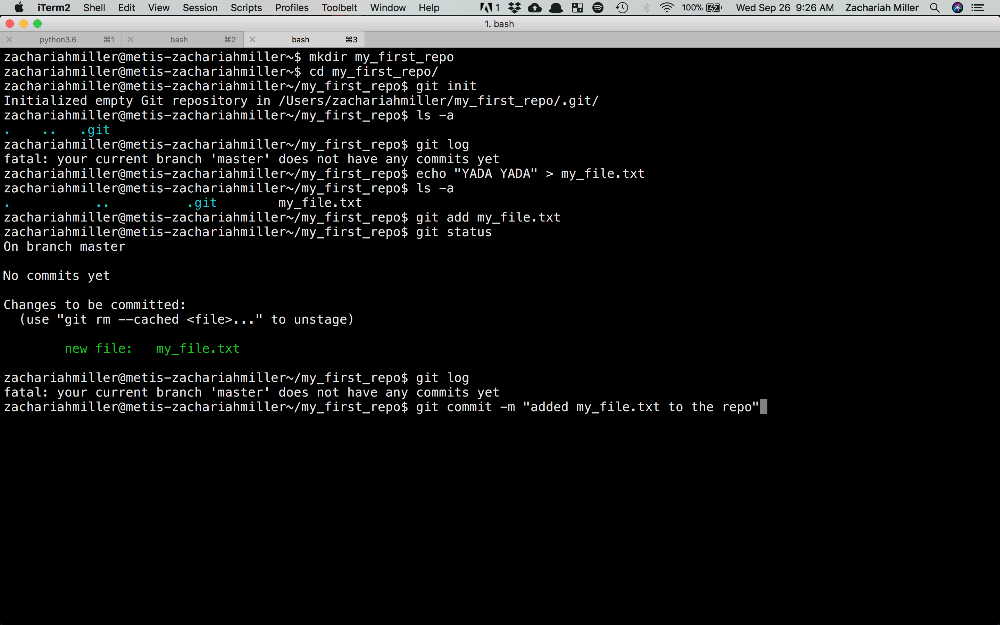 iTerm2 Shell Edit View Session Scripts Profiles Toolbelt Window Help 1 100% Wed Sep 26 9:26 AM Zachariah Miller
1. bash
python3.6 ⌘1 bash ⌘2 bash ⌘3
zachariahmiller@metis-zachariahmiller~$ mkdir my_first_repo
zachariahmiller@metis-zachariahmiller~$ cd my_first_repo/
zachariahmiller@metis-zachariahmiller~/my_first_repo$ git init
Initialized empty Git repository in /Users/zachariahmiller/my_first_repo/.git/
zachariahmiller@metis-zachariahmiller~/my_first_repo$ ls -a
. .. .git
zachariahmiller@metis-zachariahmiller~/my_first_repo$ git log
fatal: your current branch 'master' does not have any commits yet
zachariahmiller@metis-zachariahmiller~/my_first_repo$ echo "YADA YADA" > my_file.txt
zachariahmiller@metis-zachariahmiller~/my_first_repo$ ls -a
. .. .git my_file.txt
zachariahmiller@metis-zachariahmiller~/my_first_repo$ git add my_file.txt
zachariahmiller@metis-zachariahmiller~/my_first_repo$ git status
On branch master
No commits yet
Changes to be committed:
(use "git rm --cached <file>..." to unstage)
new file: my_file.txt
zachariahmiller@metis-zachariahmiller~/my_first_repo$ git log
fatal: your current branch 'master' does not have any commits yet
zachariahmiller@metis-zachariahmiller~/my_first_repo$ git commit -m "added my_file.txt to the repo"